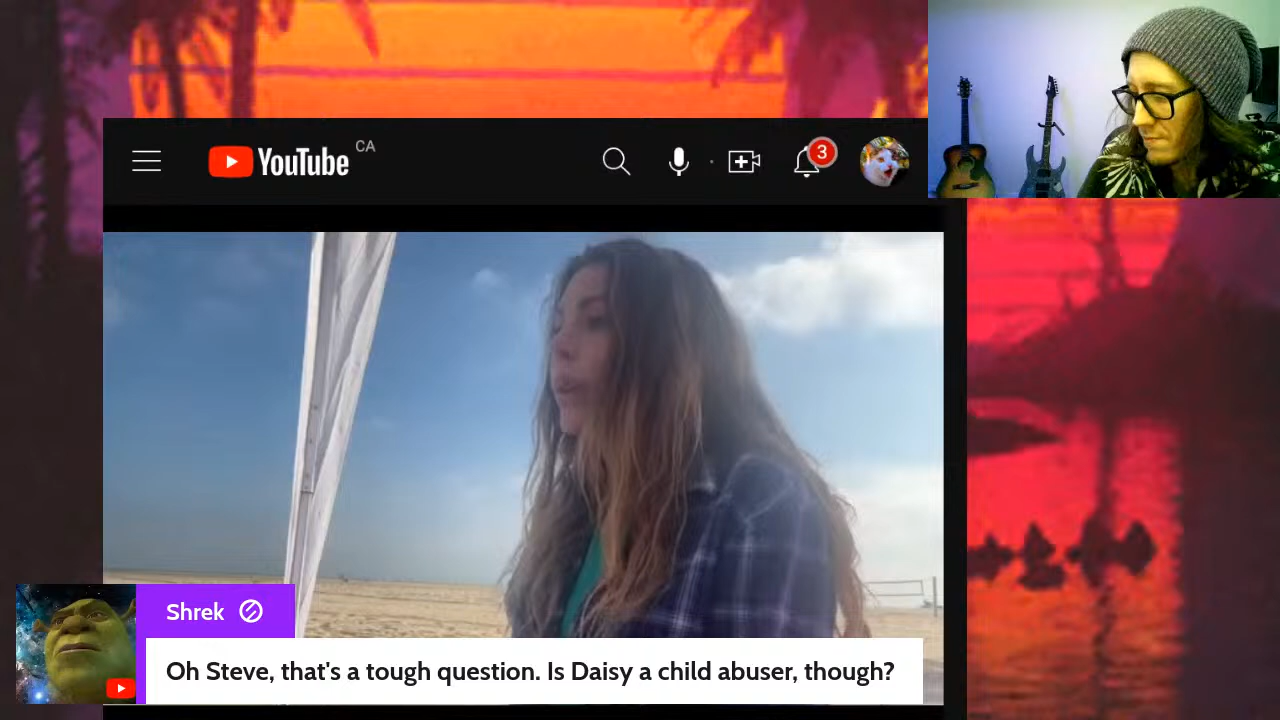 YouTube CA
3
Shrek
Oh Steve, that's a tough question. Is Daisy a child abuser, though?